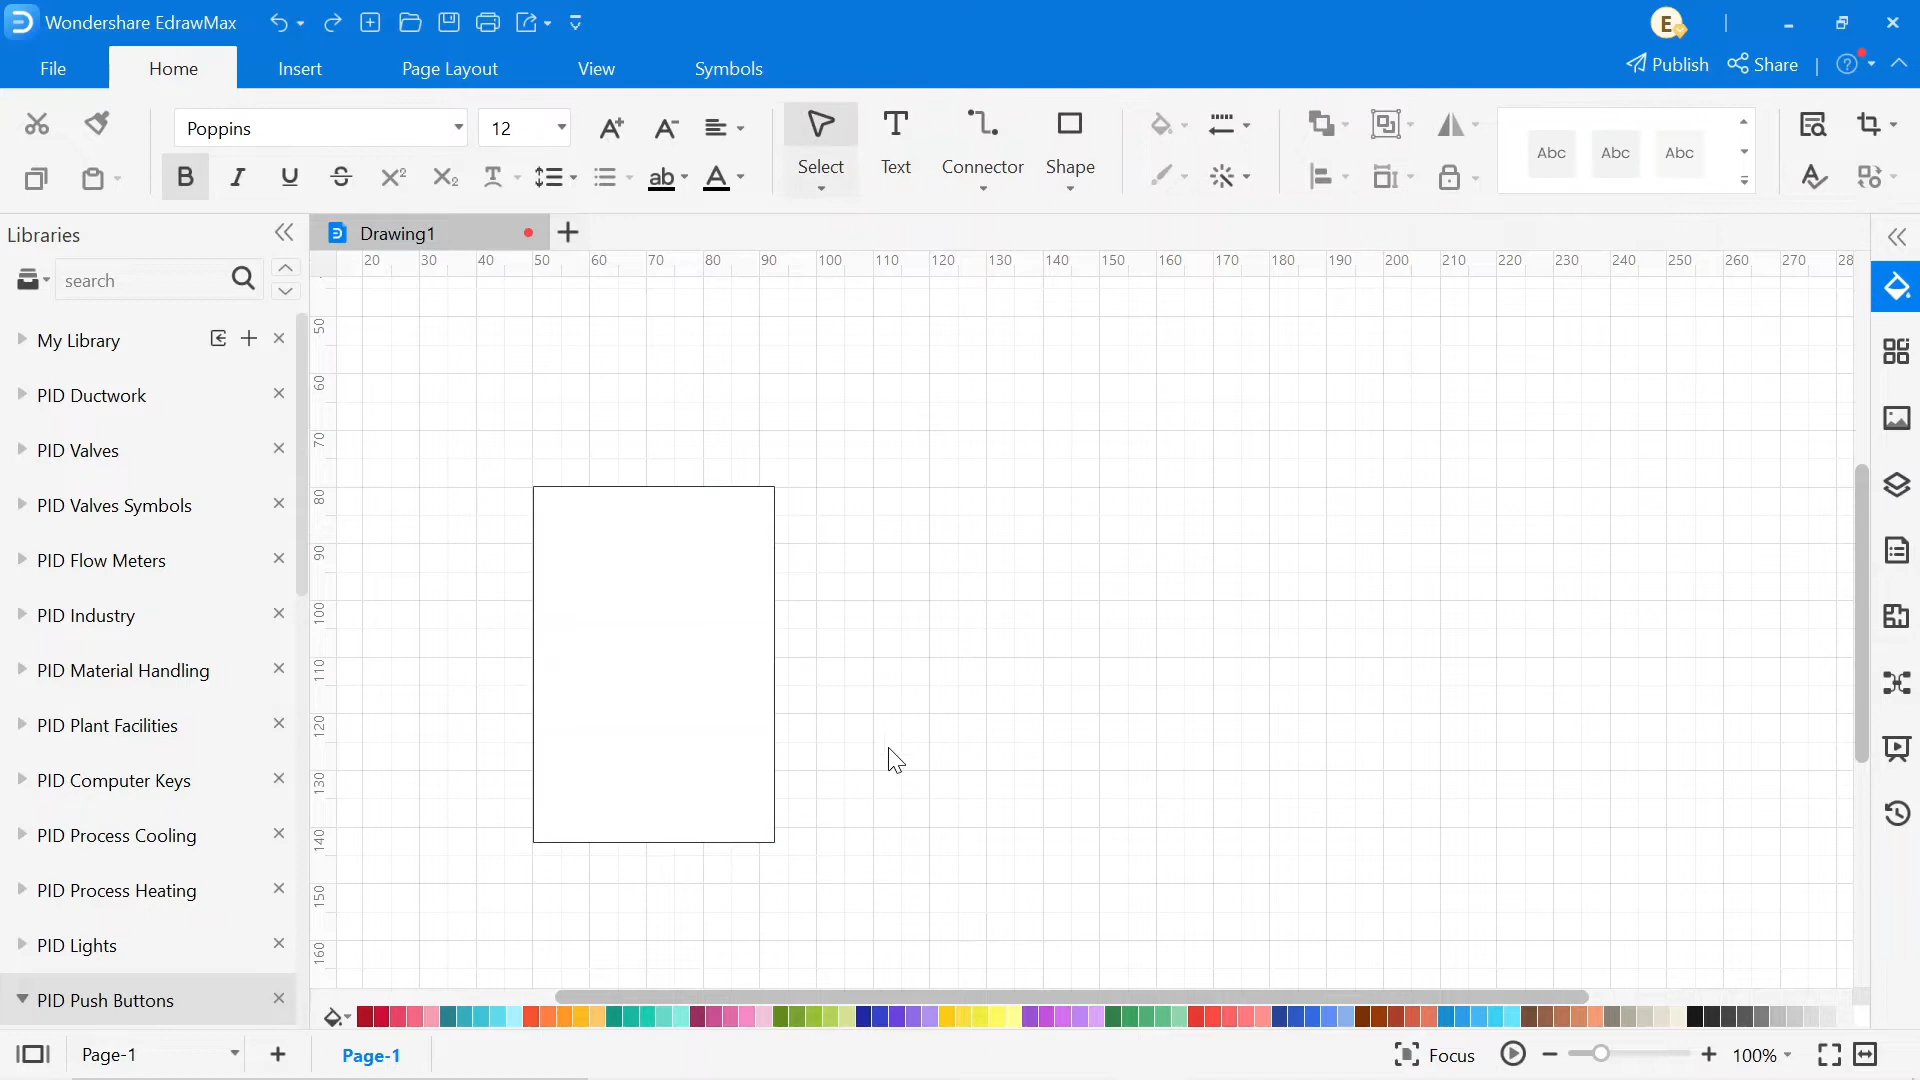 Wondershare EdrawMax
E
File
Home
Insert
Page Layout
View
Symbols
Publish
Share
Poppins
12
Select
Text
Connector
Shape
Abc
Abc
Abc
Libraries
Drawing1
search
20 30 40 50 60 70 80 90 100 110 120 130 140 150 160 170 180 190 200 210 220 230 240 250 260 270 28
50
60
70
80
90
100
110
120
130
140
150
160
My Library
PID Ductwork
PID Valves
PID Valves Symbols
PID Flow Meters
PID Industry
PID Material Handling
PID Plant Facilities
PID Computer Keys
PID Process Cooling
PID Process Heating
PID Lights
PID Push Buttons
Page-1
Page-1
Focus
100%